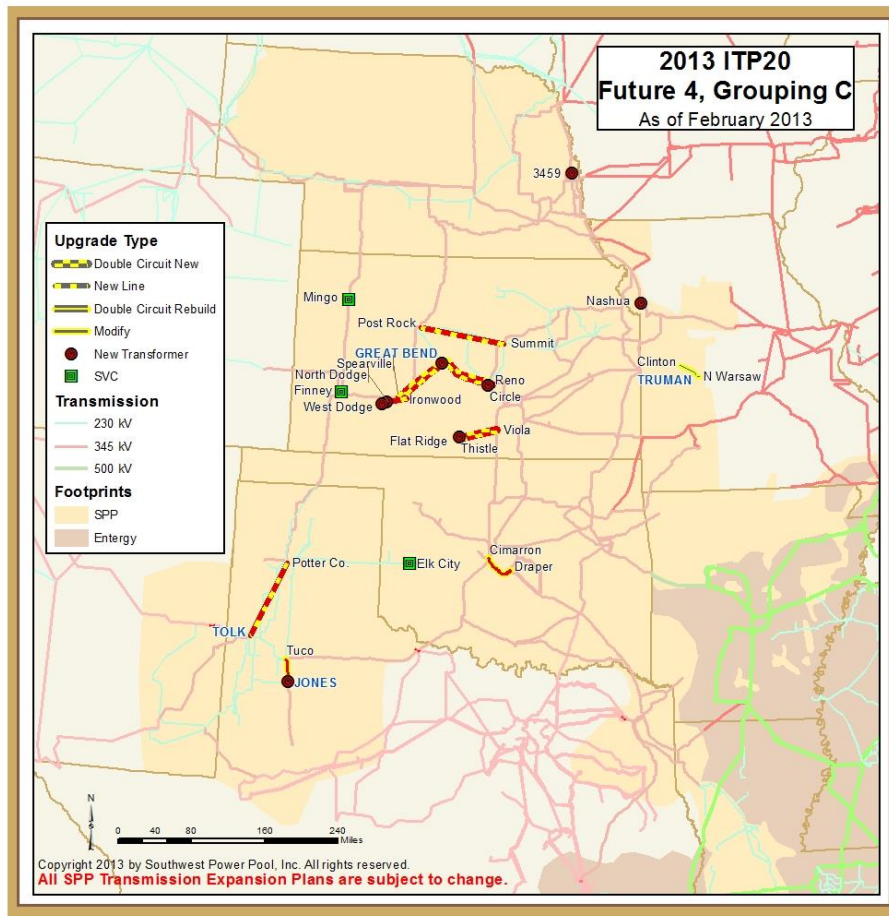 2013 ITP20
Future 4, Grouping C
As of February 2013
3459
Upgrade Type
Double Circuit New
New Line
Double Circuit Rebuild
Modify
New Transformer
SVC
Transmission
230 kV
345 kV
500 kV
Footprints
SPP
Entergy
Mingo
Nashua
Post Rock
Summit
GREAT BEND
Spearville
North Dodge
Finney
West Dodge
Ironwood
Reno
Circle
Clinton
TRUMAN
N Warsaw
Viola
Flat Ridge
Thistle
Cimarron
Draper
Elk City
Potter Co.
TOLK
Tuco
JONES
N
0 40 80 160 240
Miles
Copyright 2013 by Southwest Power Pool, Inc. All rights reserved.
All SPP Transmission Expansion Plans are subject to change.